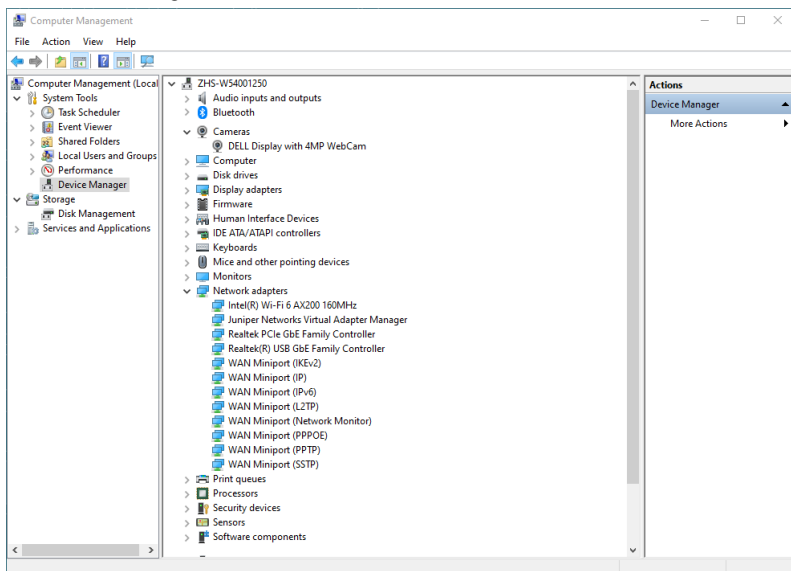 Computer Management
File Action View Help
Computer Management (Local
System Tools
Task Scheduler
Event Viewer
Shared Folders
Local Users and Groups
Performance
Device Manager
Storage
Disk Management
Services and Applications
ZHS-W54001250
Audio inputs and outputs
Bluetooth
Cameras
DELL Display with 4MP WebCam
Computer
Disk drives
Display adapters
Firmware
Human Interface Devices
IDE ATA/ATAPI controllers
Keyboards
Mice and other pointing devices
Monitors
Network adapters
Intel(R) Wi-Fi 6 AX200 160MHz
Juniper Networks Virtual Adapter Manager
Realtek PCIe GbE Family Controller
Realtek(R) USB GbE Family Controller
WAN Miniport (IKEv2)
WAN Miniport (IP)
WAN Miniport (IPv6)
WAN Miniport (L2TP)
WAN Miniport (Network Monitor)
WAN Miniport (PPPOE)
WAN Miniport (PPTP)
WAN Miniport (SSTP)
Print queues
Processors
Security devices
Sensors
Software components
Actions
Device Manager
More Actions